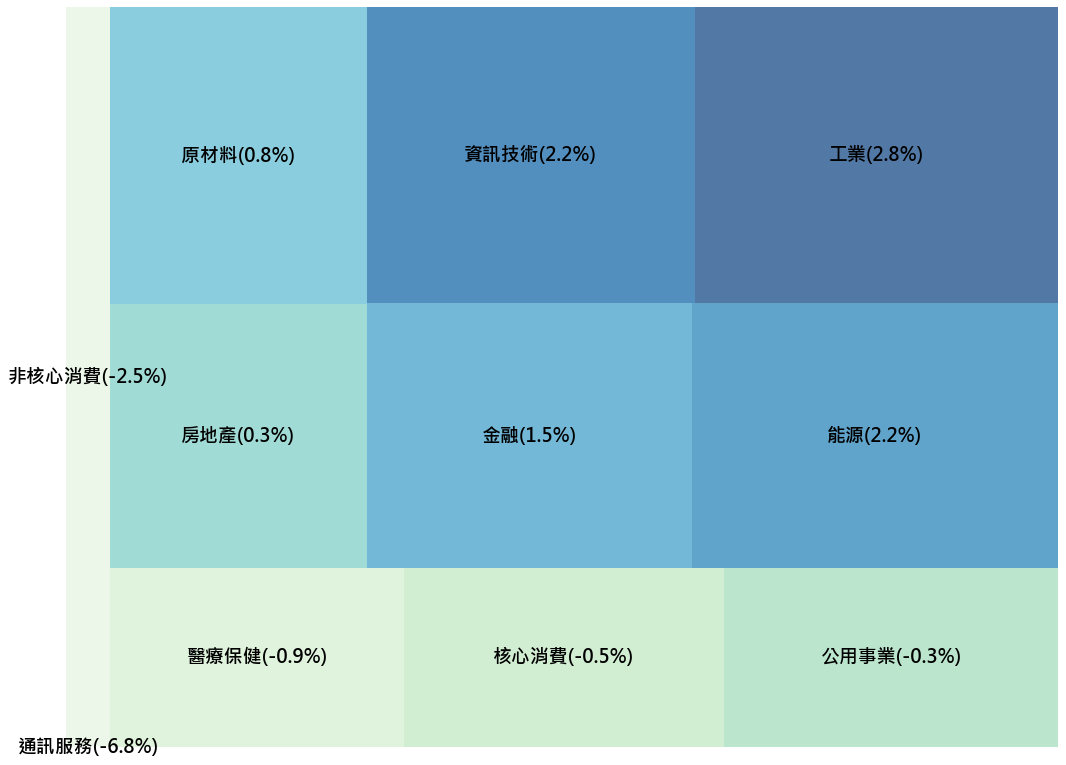 原材料(0.8%)
資訊技術(2.2%)
工業(2.8%)
非核心消費(-2.5%)
房地產(0.3%)
金融(1.5%)
能源(2.2%)
醫療保健(-0.9%)
核心消費(-0.5%)
公用事業(-0.3%)
通訊服務(-6.8%)